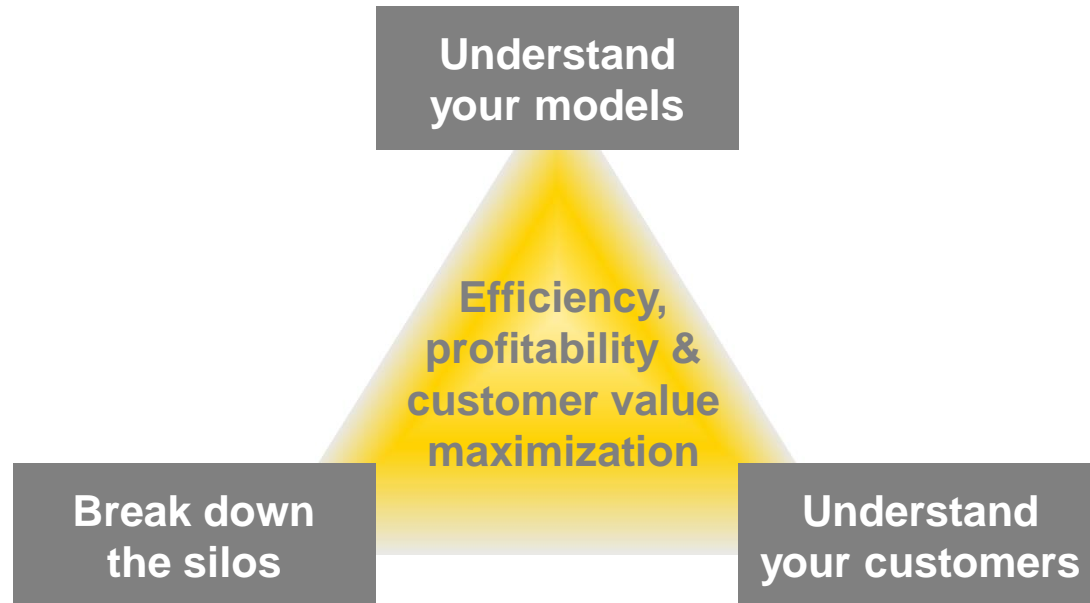 Understand
your models
Efficiency,
profitability &
customer value
maximization
Break down
the silos
Understand
your customers